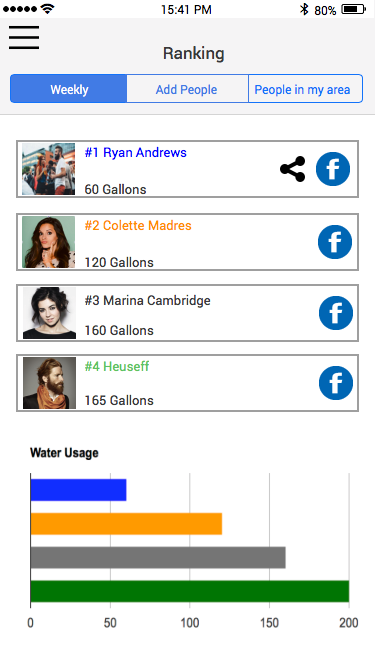 15:41 PM 80%
Ranking
Weekly Add People People in my area
#1 Ryan Andrews
60 Gallons
#2 Colette Madres
120 Gallons
#3 Marina Cambridge
160 Gallons
#4 Heuseff
165 Gallons
Water Usage
0 50 100 150 200